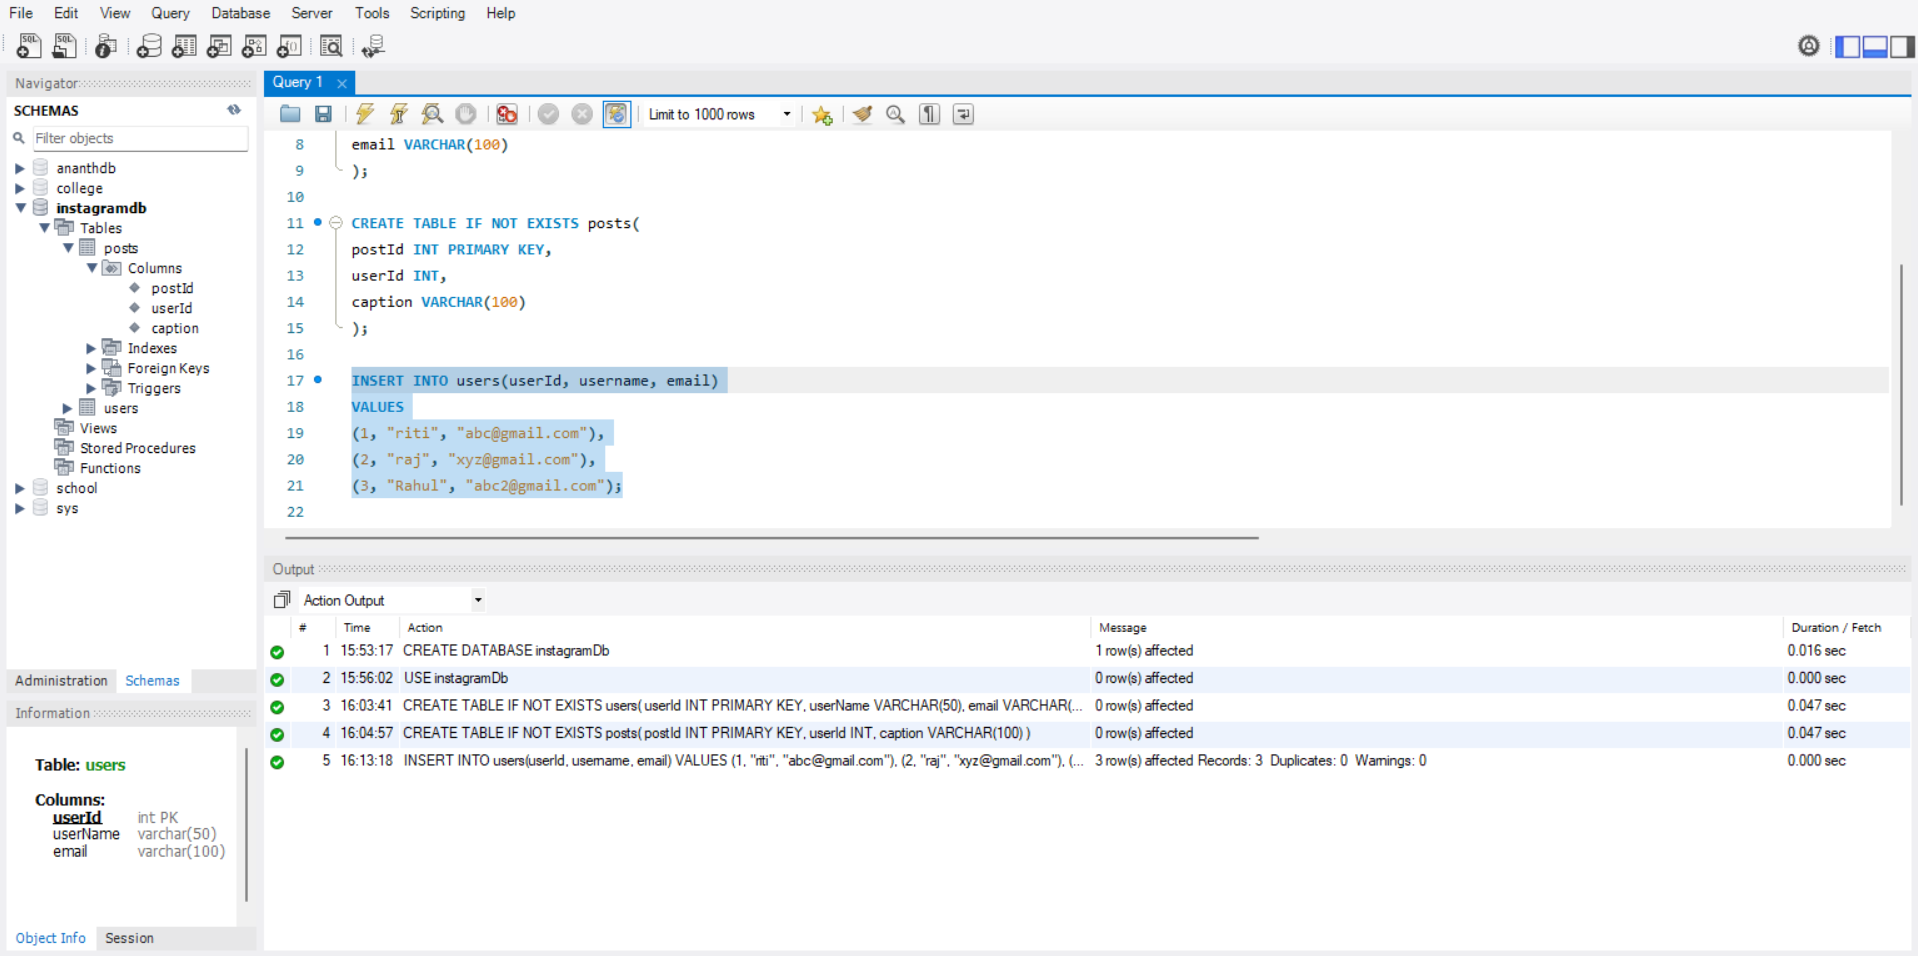 File Edit View Query Database Server Tools Scripting Help
Navigator
SCHEMAS
Filter objects
ananthdb
college
instagramdb
Tables
posts
Columns
postId
userId
caption
Indexes
Foreign Keys
Triggers
users
Views
Stored Procedures
Functions
school
sys
Administration Schemas
Information
Table: users
Columns:
userId int PK
userName varchar(50)
email varchar(100)
Object Info Session
Query 1
Limit to 1000 rows
8 email VARCHAR(100)
9 );
10
11 CREATE TABLE IF NOT EXISTS posts(
12 postId INT PRIMARY KEY,
13 userId INT,
14 caption VARCHAR(100)
15 );
16
17 INSERT INTO users(userId, username, email)
18 VALUES
19 (1, "riti", "abc@gmail.com"),
20 (2, "raj", "xyz@gmail.com"),
21 (3, "Rahul", "abc2@gmail.com");
22
Output
Action Output
# Time Action Message Duration / Fetch
1 15:53:17 CREATE DATABASE instagramDb 1 row(s) affected 0.016 sec
2 15:56:02 USE instagramDb 0 row(s) affected 0.000 sec
3 16:03:41 CREATE TABLE IF NOT EXISTS users( userId INT PRIMARY KEY, userName VARCHAR(50), email VARCHAR(... 0 row(s) affected 0.047 sec
4 16:04:57 CREATE TABLE IF NOT EXISTS posts( postId INT PRIMARY KEY, userId INT, caption VARCHAR(100) ) 0 row(s) affected 0.047 sec
5 16:13:18 INSERT INTO users(userId, username, email) VALUES (1, "riti", "abc@gmail.com"), (2, "raj", "xyz@gmail.com"), (... 3 row(s) affected Records: 3 Duplicates: 0 Warnings: 0 0.000 sec